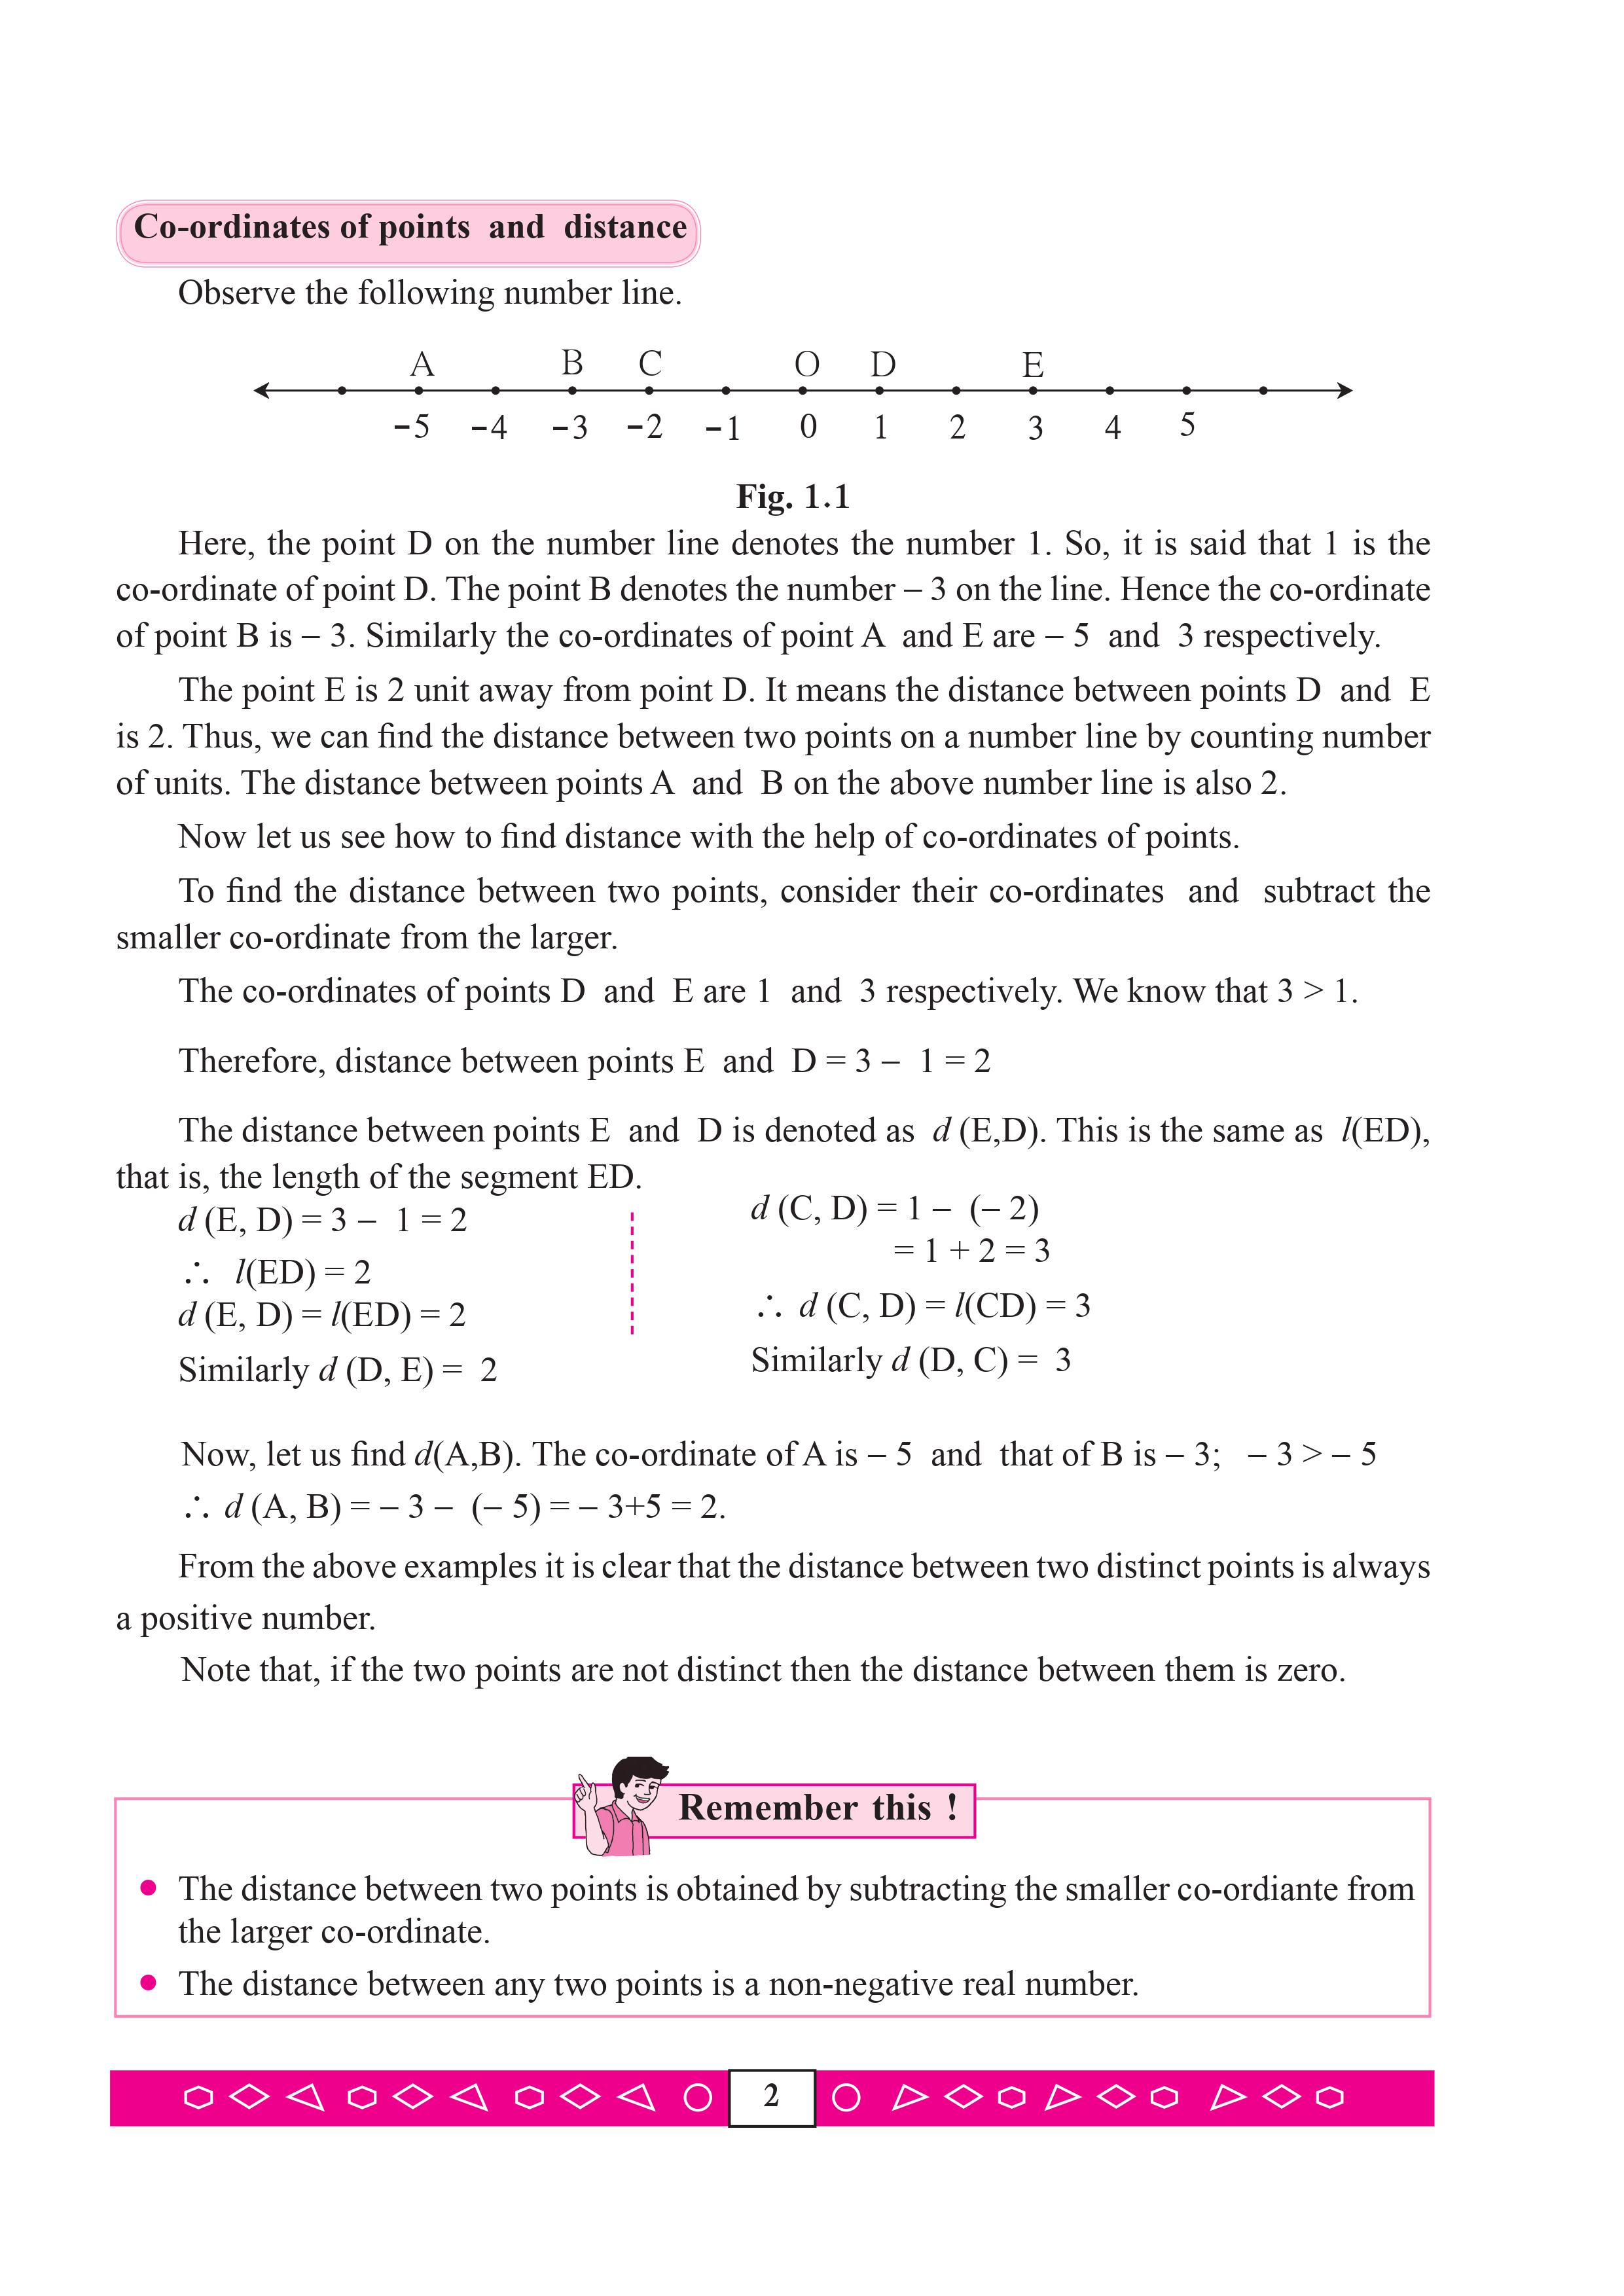 Co-ordinates of points and distance
Observe the following number line.
A B C O D E
−5 −4 −3 −2 −1 0 1 2 3 4 5
Fig. 1.1
Here, the point D on the number line denotes the number 1. So, it is said that 1 is the
co-ordinate of point D. The point B denotes the number − 3 on the line. Hence the co-ordinate
of point B is − 3. Similarly the co-ordinates of point A and E are − 5 and 3 respectively.
The point E is 2 unit away from point D. It means the distance between points D and E
is 2. Thus, we can find the distance between two points on a number line by counting number
of units. The distance between points A and B on the above number line is also 2.
Now let us see how to find distance with the help of co-ordinates of points.
To find the distance between two points, consider their co-ordinates and subtract the
smaller co-ordinate from the larger.
The co-ordinates of points D and E are 1 and 3 respectively. We know that 3 > 1.
Therefore, distance between points E and D = 3 − 1 = 2
The distance between points E and D is denoted as d (E,D). This is the same as l(ED),
that is, the length of the segment ED.
d (E, D) = 3 − 1 = 2
∴ l(ED) = 2
d (E, D) = l(ED) = 2
Similarly d (D, E) = 2
d (C, D) = 1 − (− 2)
= 1 + 2 = 3
∴ d (C, D) = l(CD) = 3
Similarly d (D, C) = 3
Now, let us find d(A,B). The co-ordinate of A is − 5 and that of B is − 3; − 3 > − 5
∴ d (A, B) = − 3 − (− 5) = − 3+5 = 2.
From the above examples it is clear that the distance between two distinct points is always
a positive number.
Note that, if the two points are not distinct then the distance between them is zero.
Remember this !
● The distance between two points is obtained by subtracting the smaller co-ordiante from
the larger co-ordinate.
● The distance between any two points is a non-negative real number.
2